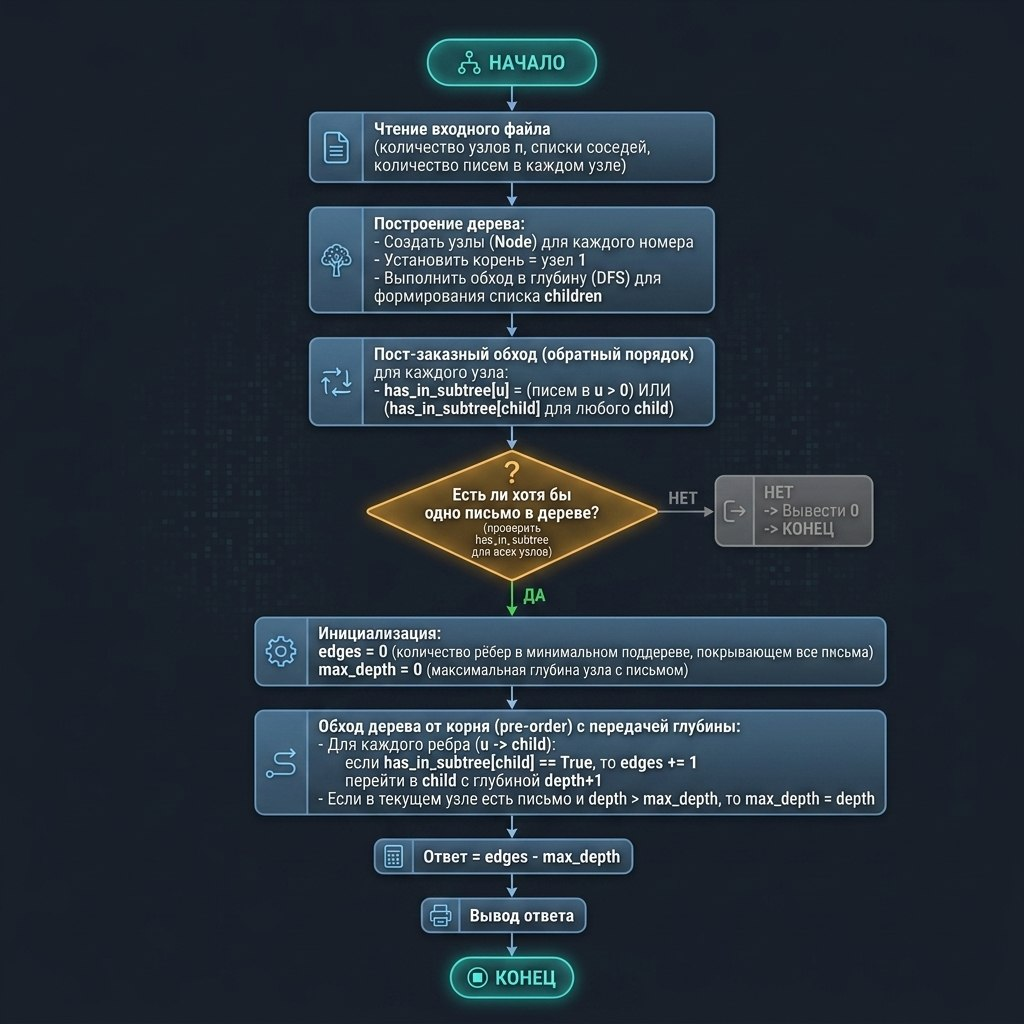 НАЧАЛО
Чтение входного файла
(количество узлов n, списки соседей,
количество писем в каждом узле)
Построение дерева:
- Создать узлы (Node) для каждого номера
- Установить корень = узел 1
- Выполнить обход в глубину (DFS) для
формирования списка children
Пост-заказный обход (обратный порядок)
для каждого узла:
- has_in_subtree[u] = (писем в u > 0) ИЛИ
(has_in_subtree[child] для любого child)
?
Есть ли хотя бы
одно письмо в дереве?
(проверить
hes_in_subtree
для асех узлов)
НЕТ
НЕТ
-> Вывести 0
-> КОНЕЦ
ДА
Инициализация:
edges = 0 (количество рёбер в минимальном поддереве, покрывающем все письма)
max_depth = 0 (максимальная глубина узла с письмом)
Обход дерева от корня (pre-order) с передачей глубины:
- Для каждого ребра (u -> child):
если has_in_subtree[child] == True, то edges += 1
перейти в child с глубиной depth+1
- Если в текущем узле есть письмо и depth > max_depth, то max_depth = depth
Ответ = edges - max_depth
Вывод ответа
КОНЕЦ